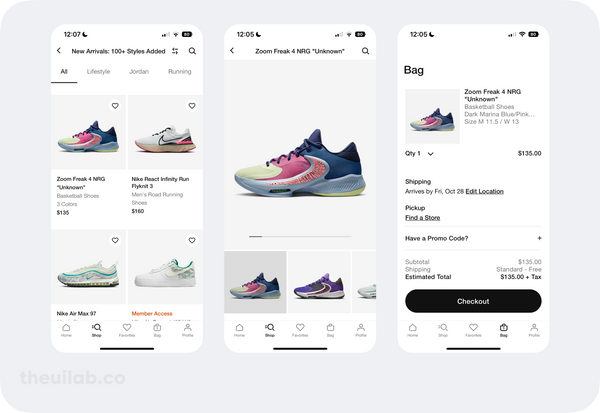 12:07
80
New Arrivals: 100+ Styles Added
All
Lifestyle
Jordan
Running
Zoom Freak 4 NRG
"Unknown"
Basketball Shoes
3 Colors
$135
Nike React Infinity Run
Flyknit 3
Men's Road Running
Shoes
$160
Nike Air Max 97
Member Access
Home
Shop
Favorites
Bag
Profile
12:05
80
Zoom Freak 4 NRG "Unknown"
Home
Shop
Favorites
Bag
Profile
12:05
80
Bag
Zoom Freak 4 NRG
"Unknown"
Basketball Shoes
Dark Marina Blue/Pink...
Size M 11.5 / W 13
Qty 1
$135.00
Shipping
Arrives by Fri, Oct 28 Edit Location
Pickup
Find a Store
Have a Promo Code?
+
Subtotal
$135.00
Shipping
Standard - Free
Estimated Total
$135.00 + Tax
Checkout
Home
Shop
Favorites
Bag
Profile
theuilab.co